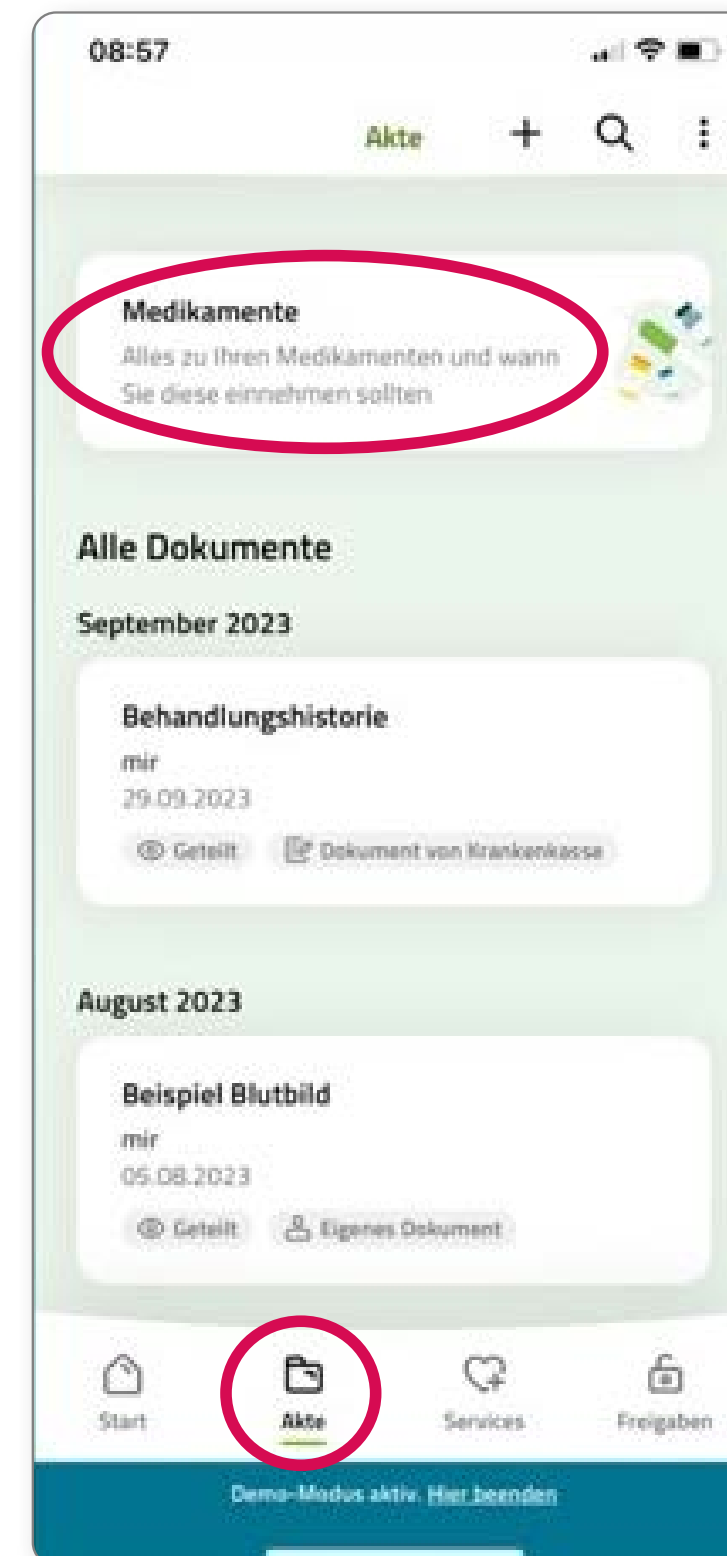 08:57
Akte
Medikamente
Alles zu Ihren Medikamenten und wann
Sie diese einnehmen sollten
Alle Dokumente
September 2023
Behandlungshistorie
mir
29.09.2023
Geteilt Dokument von Krankenkasse
August 2023
Beispiel Blutbild
mir
05.08.2023
Geteilt Eigenes Dokument
Start Akte Services Freigaben
Demo-Modus aktiv. Hier beenden